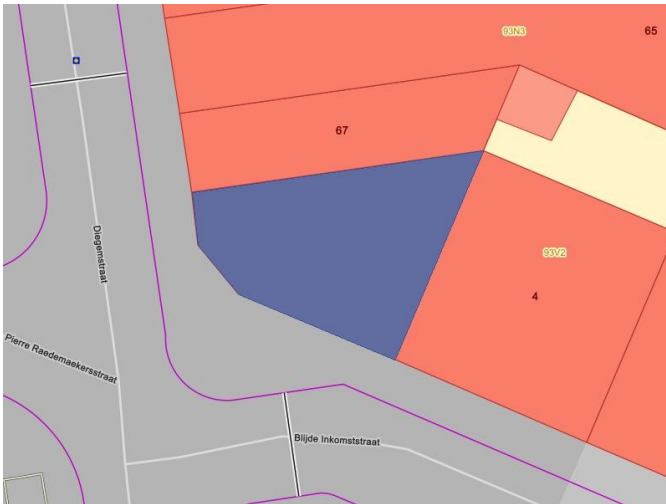 93N3
65
67
Diegemstraat
93V2
4
Pierre Raedemaekersstraat
Blijde Inkomststraat